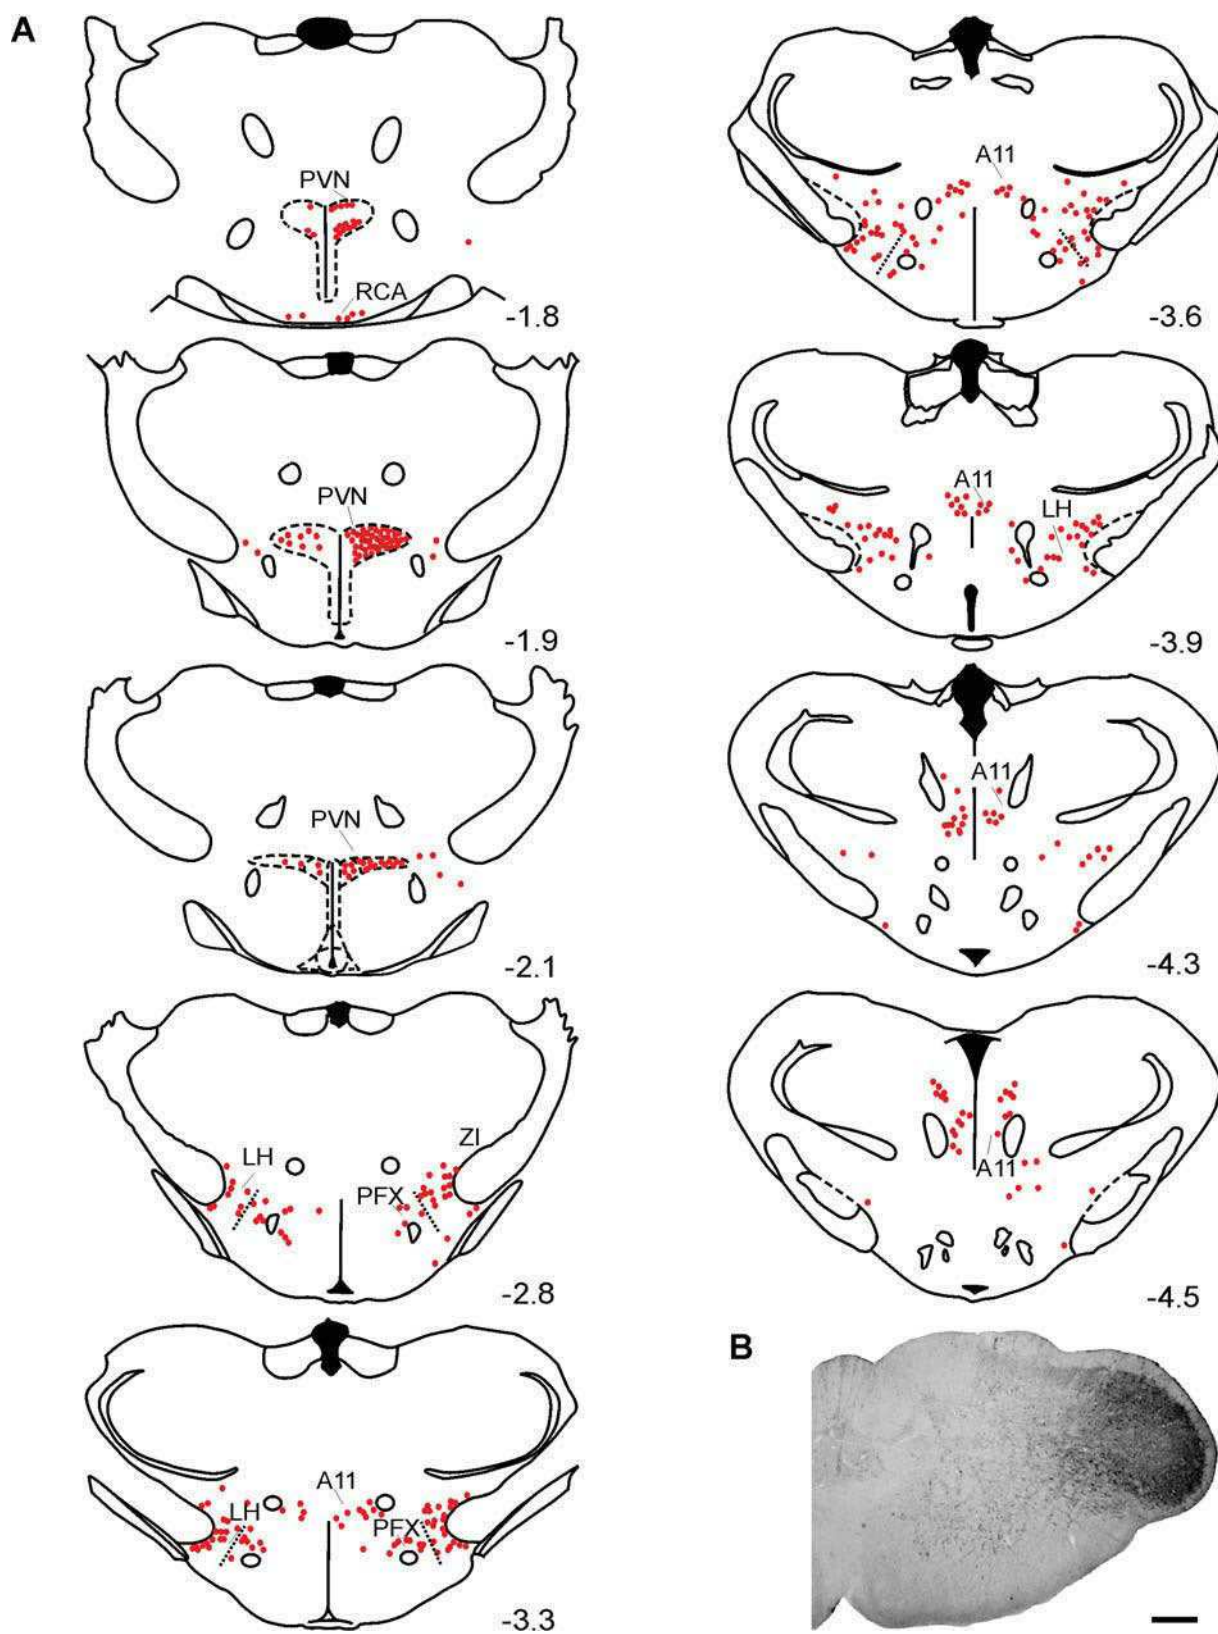 A
PVN
RCA
-1.8
PVN
-1.9
PVN
-2.1
ZI
LH
PFX
-2.8
A11
LH
PFX
-3.3
A11
-3.6
A11
LH
-3.9
A11
-4.3
A11
-4.5
B